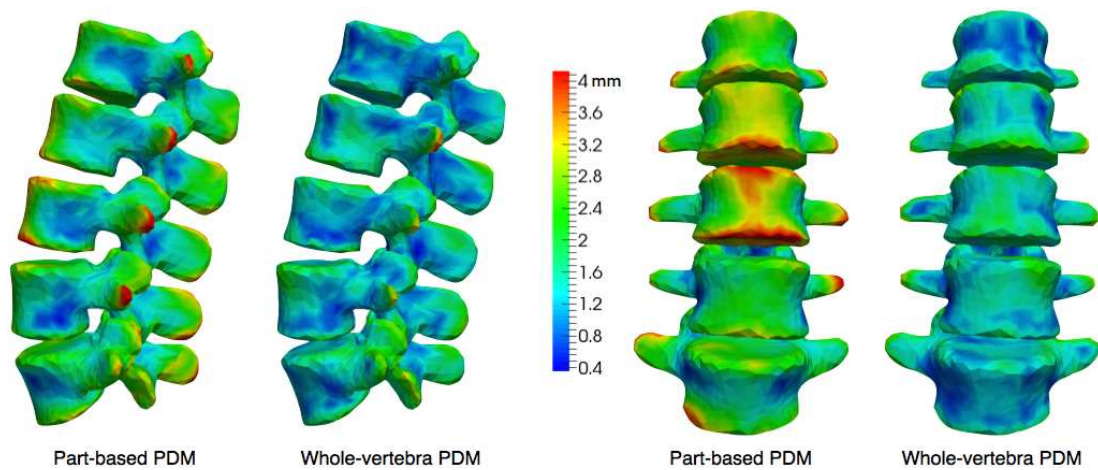 4 mm
3.6
3.2
2.8
2.4
2
1.6
1.2
0.8
0.4
Part-based PDM
Whole-vertebra PDM
Part-based PDM
Whole-vertebra PDM